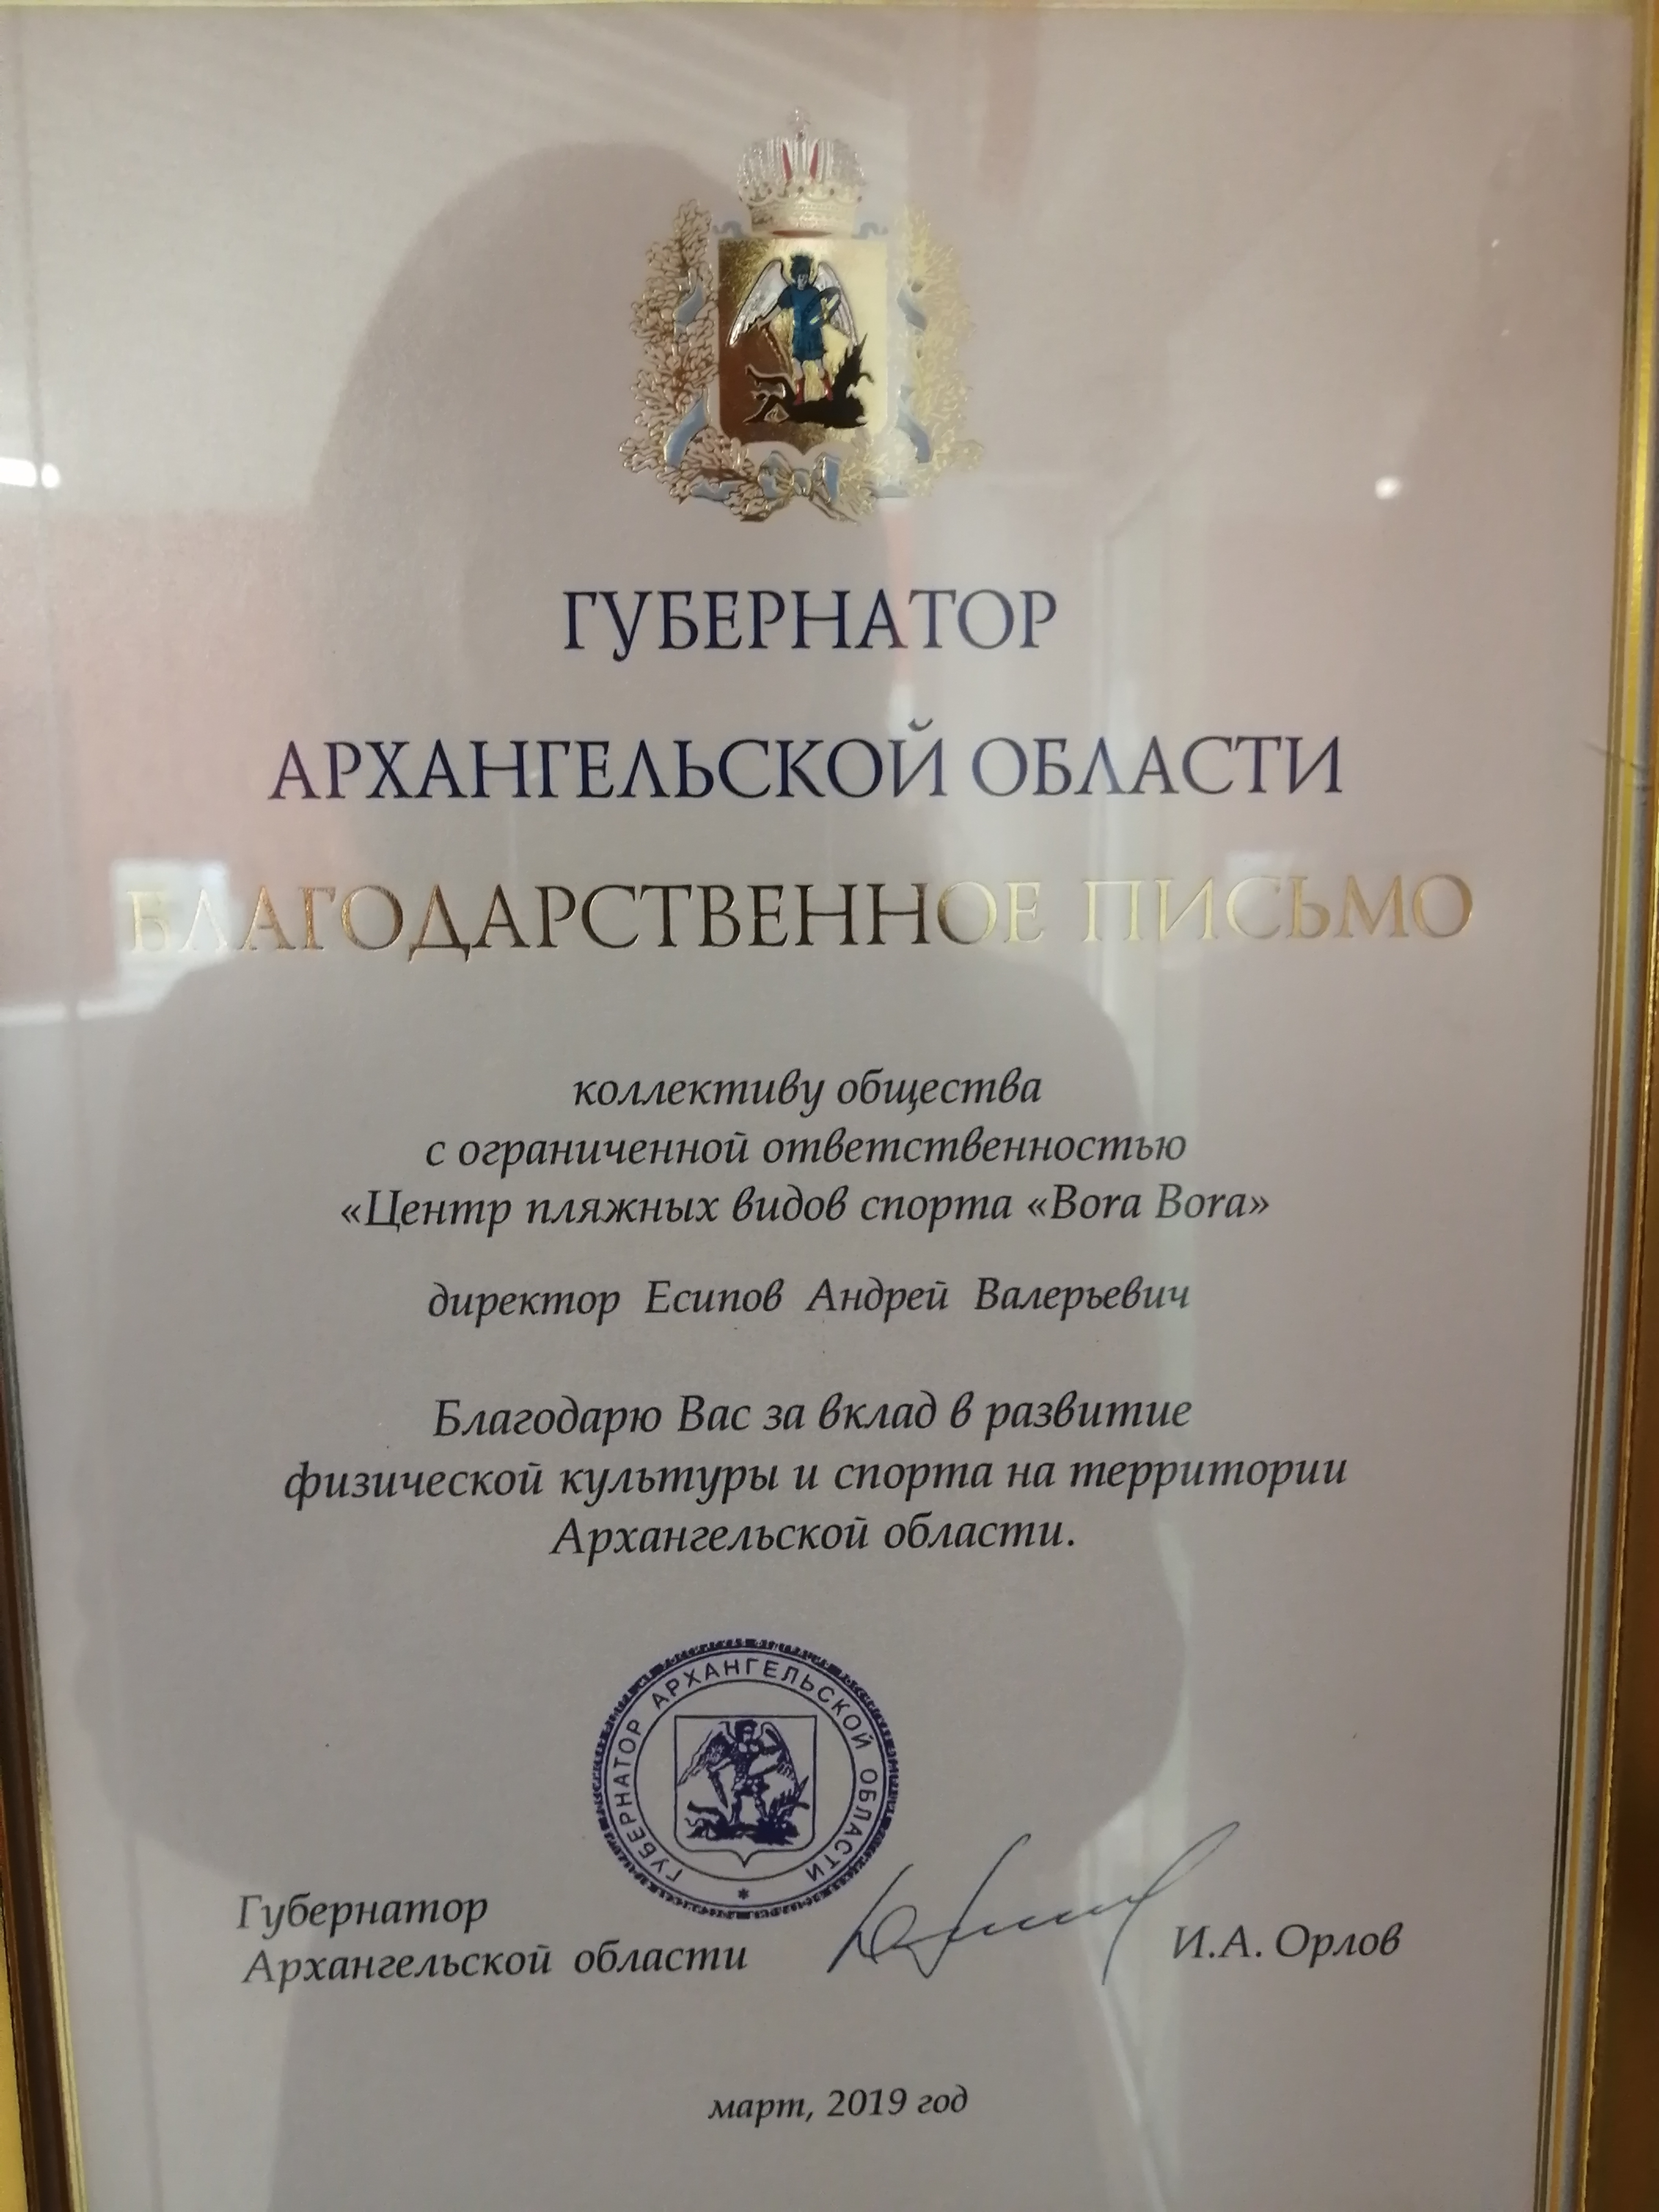 ГУБЕРНАТОР
АРХАНГЕЛЬСКОЙ ОБЛАСТИ
БЛАГОДАРСТВЕННОЕ ПИСЬМО
коллективу общества
с ограниченной ответственностью
«Центр пляжных видов спорта «Bora Bora»
директор Есипов Андрей Валерьевич
Благодарю Вас за вклад в развитие
физической культуры и спорта на территории
Архангельской области.
ГУБЕРНАТОР АРХАНГЕЛЬСКОЙ ОБЛАСТИ *
Губернатор
Архангельской области
И.А. Орлов
март, 2019 год